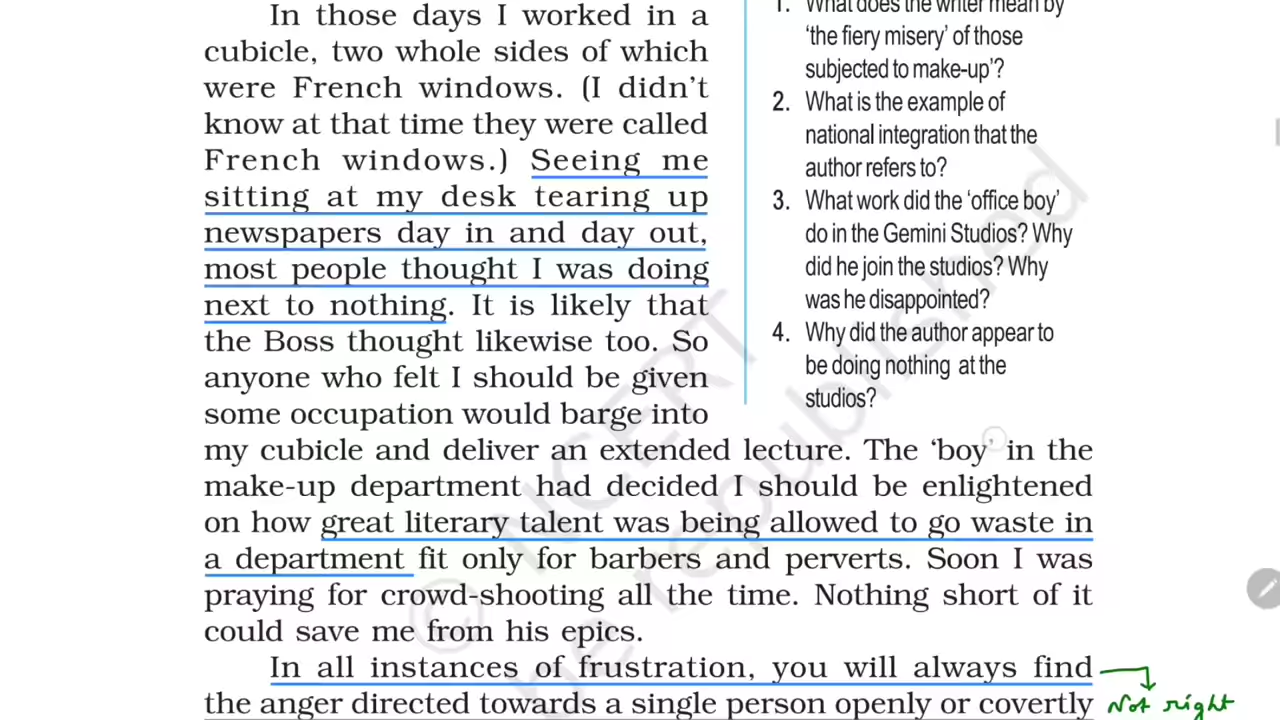 In those days I worked in a
cubicle, two whole sides of which
were French windows. (I didn't
know at that time they were called
French windows.) Seeing me
sitting at my desk tearing up
newspapers day in and day out,
most people thought I was doing
next to nothing. It is likely that
the Boss thought likewise too. So
anyone who felt I should be given
some occupation would barge into
my cubicle and deliver an extended lecture. The ‘boy’ in the
make-up department had decided I should be enlightened
on how great literary talent was being allowed to go waste in
a department fit only for barbers and perverts. Soon I was
praying for crowd-shooting all the time. Nothing short of it
could save me from his epics.
In all instances of frustration, you will always find
the anger directed towards a single person openly or covertly
Not right
1. What does the writer mean by
‘the fiery misery’ of those
subjected to make-up’?
2. What is the example of
national integration that the
author refers to?
3. What work did the ‘office boy’
do in the Gemini Studios? Why
did he join the studios? Why
was he disappointed?
4. Why did the author appear to
be doing nothing at the
studios?
© NCERT
be republished